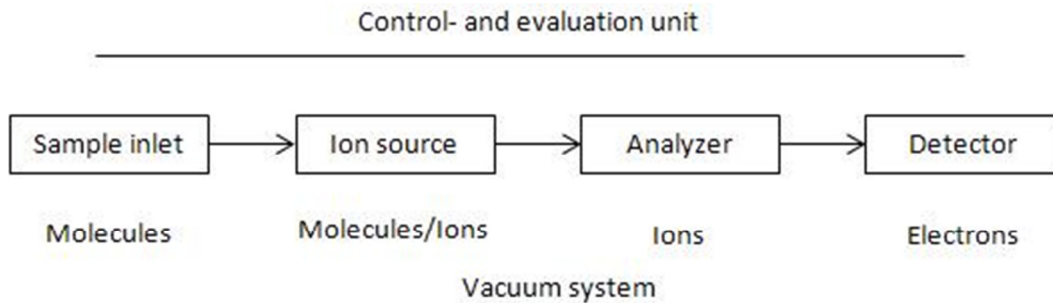 Control- and evaluation unit
Sample inlet
Ion source
Analyzer
Detector
Molecules
Molecules/Ions
Ions
Electrons
Vacuum system